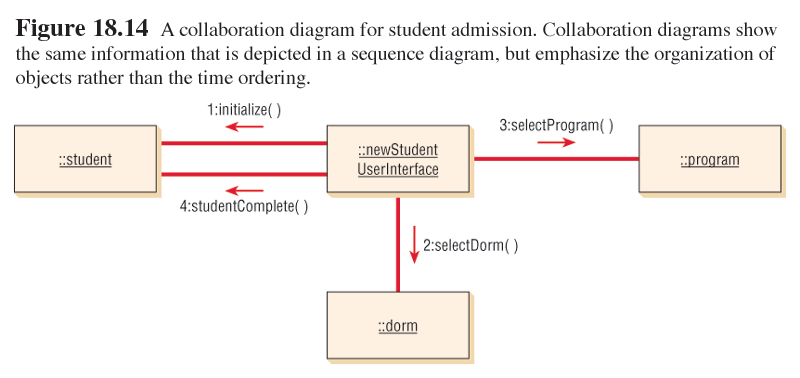 Figure 18.14 A collaboration diagram for student admission. Collaboration diagrams show
the same information that is depicted in a sequence diagram, but emphasize the organization of
objects rather than the time ordering.
1:initialize( )
3:selectProgram( )
::student
::newStudent
UserInterface
::program
4:studentComplete( )
2:selectDorm( )
::dorm